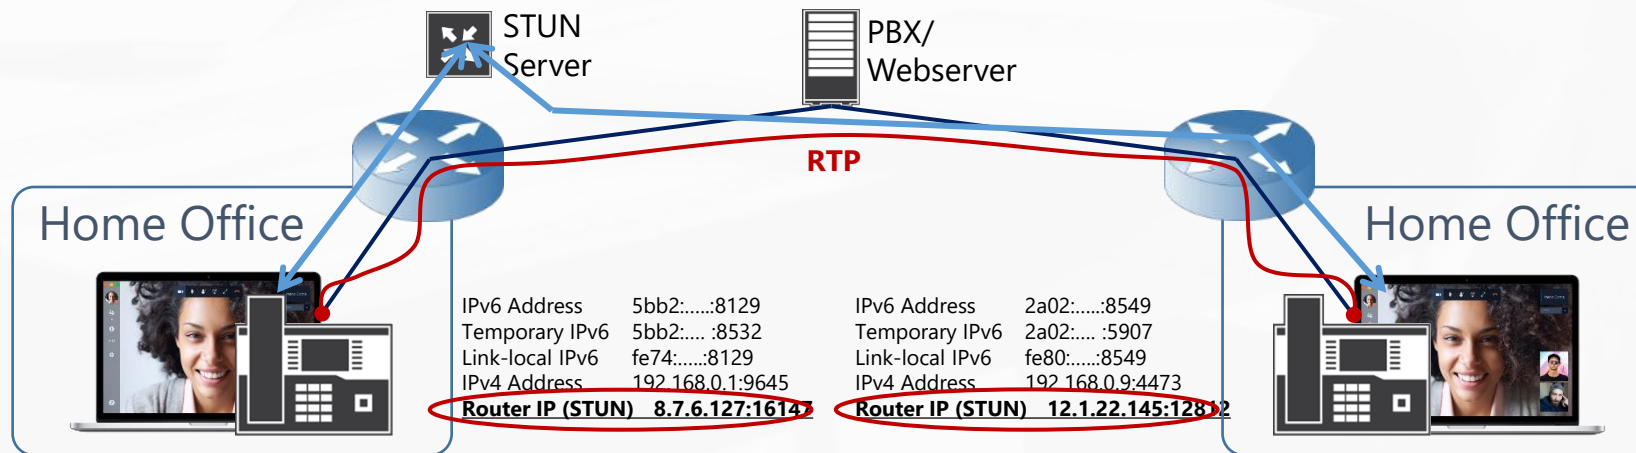 STUN
Server
PBX/
Webserver
RTP
Home Office
Home Office
IPv6 Address 5bb2:.....:8129
Temporary IPv6 5bb2:.... :8532
Link-local IPv6 fe74:.....:8129
IPv4 Address 192.168.0.1:9645
Router IP (STUN) 8.7.6.127:16147
IPv6 Address 2a02:.....:8549
Temporary IPv6 2a02:.... :5907
Link-local IPv6 fe80:....:8549
IPv4 Address 192.168.0.9:4473
Router IP (STUN) 12.1.22.145:12812